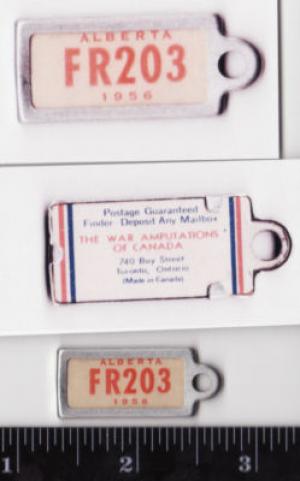 ALBERTA
FR203
1956
Postage Guaranteed
Finder Deposit Any Mailbox
THE WAR AMPUTATIONS
OF CANADA
740 Bay Street
Toronto, Ontario
(Made in Canada)
ALBERTA
FR203
1956
1 2 3